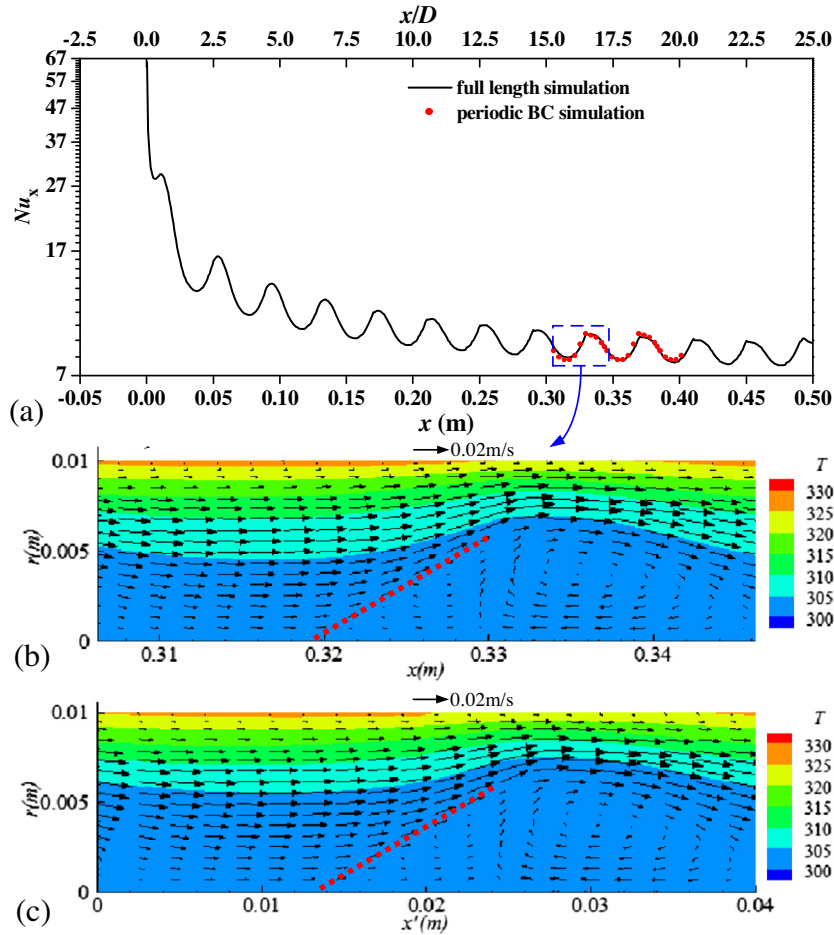 x/D
-2.5 0.0 2.5 5.0 7.5 10.0 12.5 15.0 17.5 20.0 22.5 25.0
67
57
47
37
27
17
7
Nu_x
full length simulation
periodic BC simulation
-0.05 0.00 0.05 0.10 0.15 0.20 0.25 0.30 0.35 0.40 0.45 0.50
(a)
x (m)
0.02m/s
0.01
0.005
0
r(m)
0.31 0.32 0.33 0.34
x(m)
(b)
T
330
325
320
315
310
305
300
0.02m/s
0.01
0.005
0
r(m)
0 0.01 0.02 0.03 0.04
x'(m)
(c)
T
330
325
320
315
310
305
300